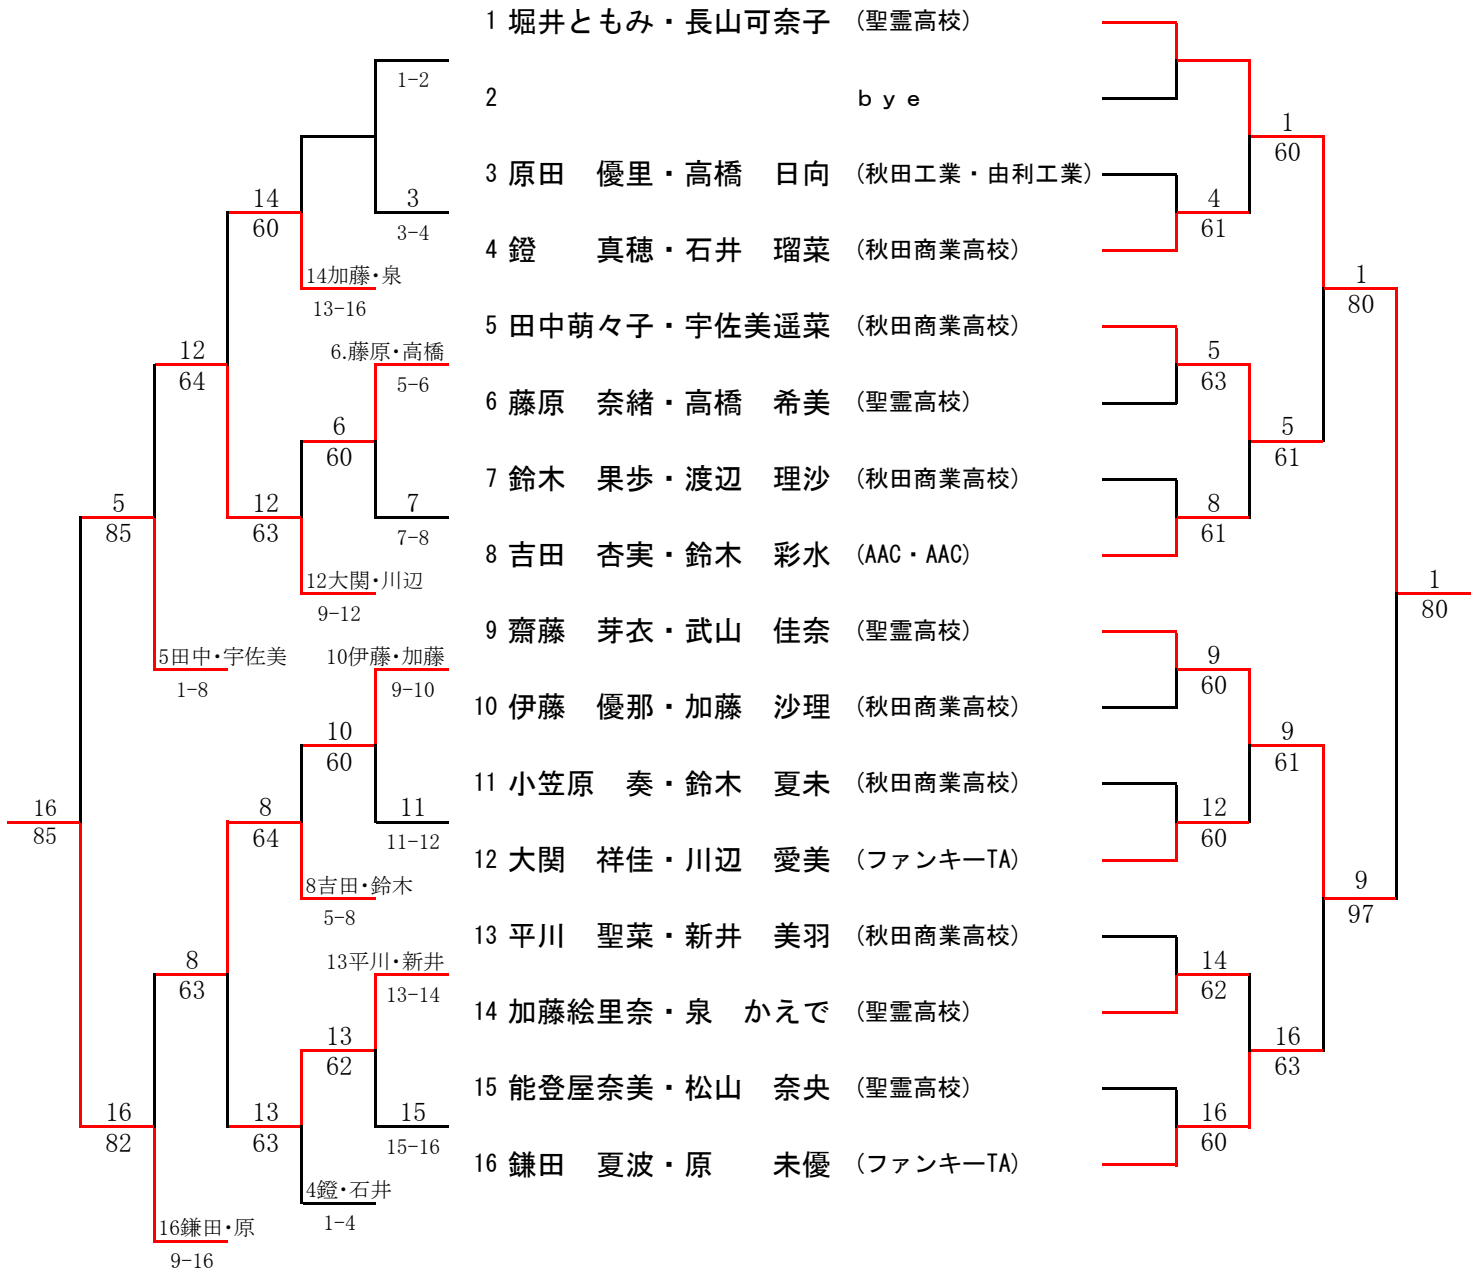 1 堀井ともみ・長山可奈子 (聖霊高校)
1-2
2 ｂｙｅ
1
60
3 原田　優里・高橋　日向 (秋田工業・由利工業)
14
60
3
3-4
4
61
4 鐙　　真穂・石井　瑠菜 (秋田商業高校)
14加藤・泉
13-16
1
80
5 田中萌々子・宇佐美遥菜 (秋田商業高校)
12
64
6.藤原・高橋
5-6
5
63
6 藤原　奈緒・高橋　希美 (聖霊高校)
6
60
5
61
7 鈴木　果歩・渡辺　理沙 (秋田商業高校)
5
85
12
63
7
7-8
8
61
8 吉田　杏実・鈴木　彩水 (AAC・AAC)
12大関・川辺
9-12
1
80
9 齋藤　芽衣・武山　佳奈 (聖霊高校)
5田中・宇佐美
1-8
10伊藤・加藤
9-10
9
60
10 伊藤　優那・加藤　沙理 (秋田商業高校)
10
60
9
61
11 小笠原　奏・鈴木　夏未 (秋田商業高校)
16
85
8
64
11
11-12
12
60
12 大関　祥佳・川辺　愛美 (ファンキーTA)
8吉田・鈴木
5-8
9
97
13 平川　聖菜・新井　美羽 (秋田商業高校)
8
63
13平川・新井
13-14
14
62
14 加藤絵里奈・泉　かえで (聖霊高校)
13
62
16
63
15 能登屋奈美・松山　奈央 (聖霊高校)
16
82
13
63
15
15-16
16
60
16 鎌田　夏波・原　　未優 (ファンキーTA)
4鐙・石井
1-4
16鎌田・原
9-16